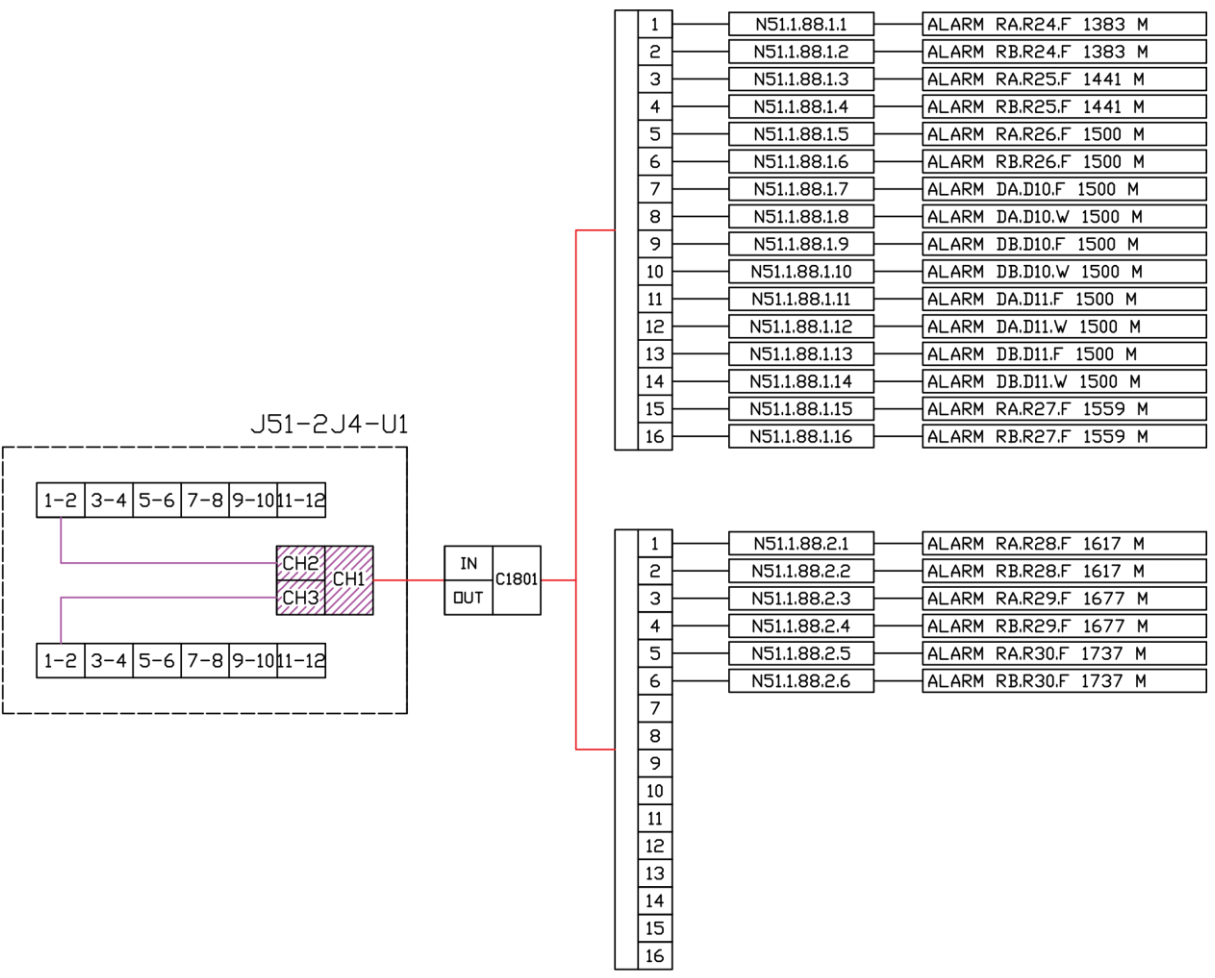 1 N51.1.88.1.1 ALARM RA.R24.F 1383 M
2 N51.1.88.1.2 ALARM RB.R24.F 1383 M
3 N51.1.88.1.3 ALARM RA.R25.F 1441 M
4 N51.1.88.1.4 ALARM RB.R25.F 1441 M
5 N51.1.88.1.5 ALARM RA.R26.F 1500 M
6 N51.1.88.1.6 ALARM RB.R26.F 1500 M
7 N51.1.88.1.7 ALARM DA.D10.F 1500 M
8 N51.1.88.1.8 ALARM DA.D10.W 1500 M
9 N51.1.88.1.9 ALARM DB.D10.F 1500 M
10 N51.1.88.1.10 ALARM DB.D10.W 1500 M
11 N51.1.88.1.11 ALARM DA.D11.F 1500 M
12 N51.1.88.1.12 ALARM DA.D11.W 1500 M
13 N51.1.88.1.13 ALARM DB.D11.F 1500 M
14 N51.1.88.1.14 ALARM DB.D11.W 1500 M
15 N51.1.88.1.15 ALARM RA.R27.F 1559 M
16 N51.1.88.1.16 ALARM RB.R27.F 1559 M
J51-2J4-U1
1-2 3-4 5-6 7-8 9-10 11-12
CH2
CH1
CH3
1-2 3-4 5-6 7-8 9-10 11-12
IN
C1801
OUT
1 N51.1.88.2.1 ALARM RA.R28.F 1617 M
2 N51.1.88.2.2 ALARM RB.R28.F 1617 M
3 N51.1.88.2.3 ALARM RA.R29.F 1677 M
4 N51.1.88.2.4 ALARM RB.R29.F 1677 M
5 N51.1.88.2.5 ALARM RA.R30.F 1737 M
6 N51.1.88.2.6 ALARM RB.R30.F 1737 M
7
8
9
10
11
12
13
14
15
16